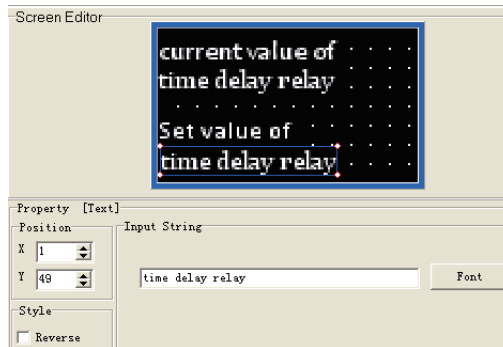 Screen Editor
current value of
time delay relay
Set value of
time delay relay
Property [Text]
Position
X 1
Y 49
Input String
time delay relay
Font
Style
Reverse